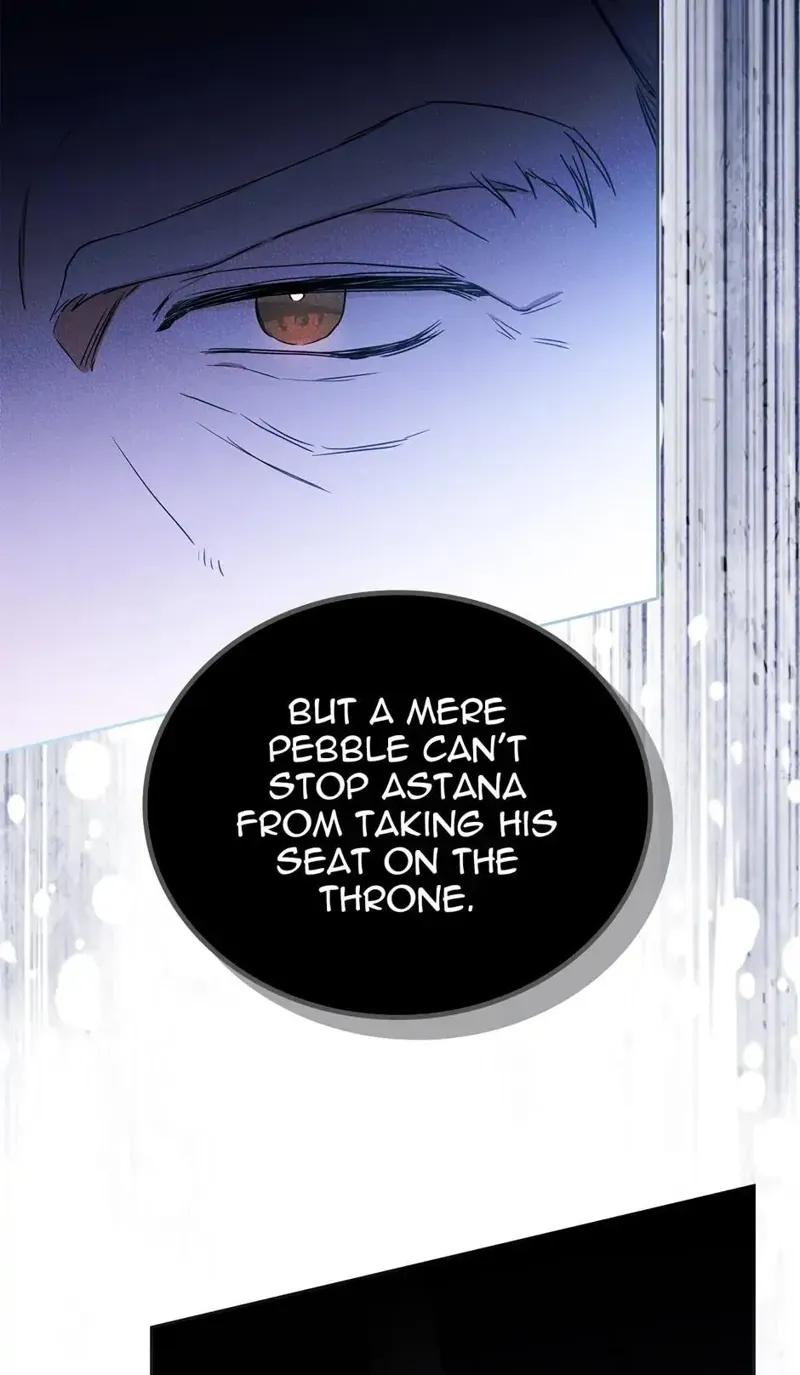 BUT A MERE
PEBBLE CAN'T
STOP ASTANA
FROM TAKING HIS
SEAT ON THE
THRONE.